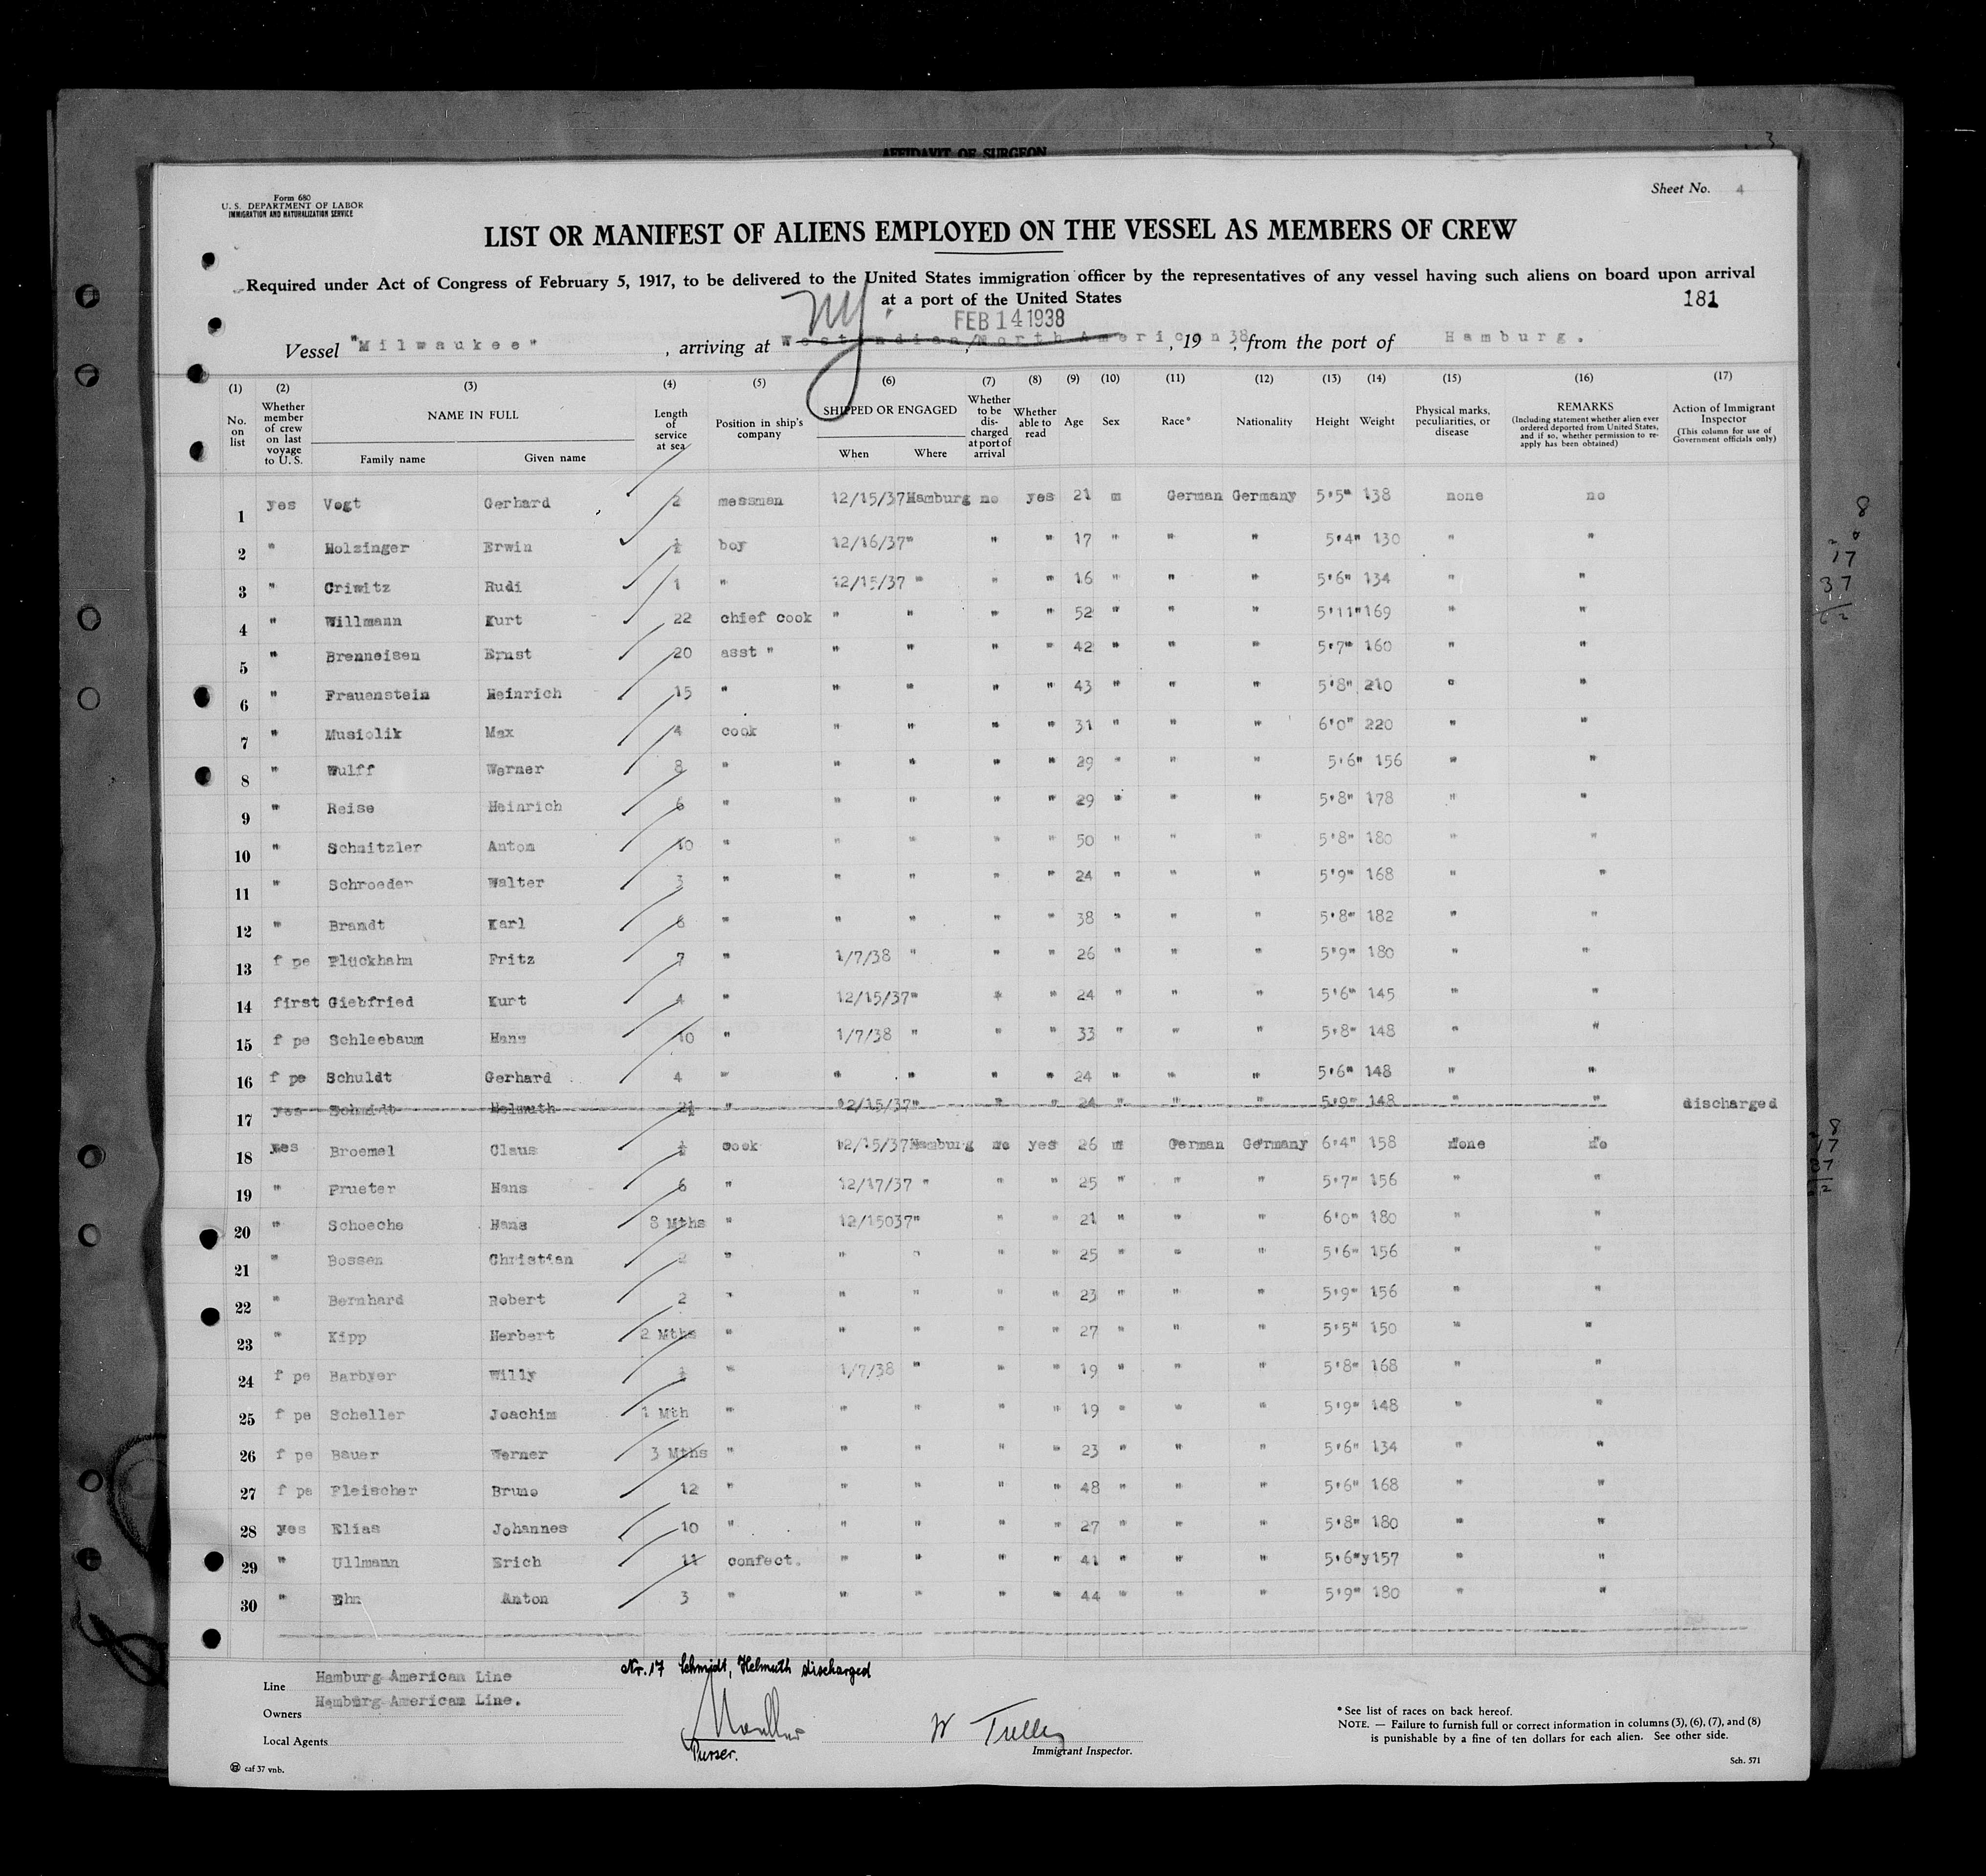 AFFIDAVIT OF SURGEON
Form 680
U. S. DEPARTMENT OF LABOR
IMMIGRATION AND NATURALIZATION SERVICE
Sheet No. 4
LIST OR MANIFEST OF ALIENS EMPLOYED ON THE VESSEL AS MEMBERS OF CREW
Required under Act of Congress of February 5, 1917, to be delivered to the United States immigration officer by the representatives of any vessel having such aliens on board upon arrival
at a port of the United States
181
NY.
FEB 14 1938
Vessel "Milwaukee" , arriving at West Indian/North American , 1938, from the port of Hamburg.
(1) (2) (3) (4) (5) (6) (7) (8) (9) (10) (11) (12) (13) (14) (15) (16) (17)
No. on list
Whether member of crew on last voyage to U. S.
NAME IN FULL
Family name Given name
Length of service at sea
Position in ship's company
SHIPPED OR ENGAGED
When Where
Whether to be discharged at port of arrival
Whether able to read
Age
Sex
Race*
Nationality
Height
Weight
Physical marks, peculiarities, or disease
REMARKS
(Including statement whether alien ever ordered deported from United States, and if so, whether permission to reapply has been obtained)
Action of Immigrant Inspector
(This column for use of Government officials only)
1 yes Vogt Gerhard 2 messman 12/15/37 Hamburg no yes 21 m German Germany 5'5" 138 none no
2 " Holzinger Erwin ½ boy 12/16/37 " " " 17 " " " 5'4" 130 " "
3 " Criwitz Rudi 1 " 12/15/37 " " " 16 " " " 5'6" 134 " "
4 " Willmann Kurt 22 chief cook " " " " 52 " " " 5'11" 169 " "
5 " Brenneisen Ernst 20 asst " " " " " 42 " " " 5'7" 160 " "
6 " Frauenstein Heinrich 15 " " " " " 43 " " " 5'8" 210 " "
7 " Musiolik Max 4 cook " " " " 31 " " " 6'0" 220 " "
8 " Wulff Werner 8 " " " " " 29 " " " 5'6" 156 " "
9 " Reise Heinrich 6 " " " " " 29 " " " 5'8" 178 " "
10 " Schnitzler Anton 10 " " " " " 50 " " " 5'8" 180 " "
11 " Schroeder Walter 3 " " " " " 24 " " " 5'9" 168 " "
12 " Brandt Karl 8 " " " " " 38 " " " 5'8" 182 " "
13 f pe Flückhahn Fritz 7 " 1/7/38 " " " 26 " " " 5'9" 180 " "
14 first Giebfried Kurt 4 " 12/15/37 " " " 24 " " " 5'6" 145 " "
15 f pe Schleebaum Hans 10 " 1/7/38 " " " 33 " " 5'8" 148 " "
16 f pe Schuldt Gerhard 4 " " " " " 24 " " " 5'6" 148 " "
17 yes Schmidt Helmuth 2½ " 12/15/37 " " " 24 " " " 5'9" 148 " " discharged
18 yes Broemel Claus ½ cook 12/15/37 Hamburg no yes 26 m German Germany 6'4" 158 none no
19 " Prueter Hans 6 " 12/17/37 " " " 25 " " " 5'7" 156 " "
20 " Schoeche Hans 8 Mths " 12/15037 " " " 21 " " " 6'0" 180 " "
21 " Bossen Christian 2 " " " " " 25 " " " 5'6" 156 " "
22 " Bernhard Robert 2 " " " " " 23 " " " 5'9" 156 " "
23 " Kipp Herbert 2 Mths " " " " " 27 " " " 5'5" 150 " "
24 f pe Barbyer Willy ½ " 1/7/38 " " " 19 " " " 5'8" 168 " "
25 f pe Scheller Joachim 1 Mth " " " " " 19 " " " 5'9" 148 " "
26 f pe Bauer Werner 3 Mths " " " " " 23 " " " 5'6" 134 " "
27 f pe Fleischer Bruno 12 " " " " " 48 " " " 5'6" 168 " "
28 yes Elias Johannes 10 " " " " " 27 " " " 5'8" 180 " "
29 " Ullmann Erich 11 confect. " " " " 41 " " " 5'6"y157 " "
30 " Ehn Anton 3 " " " " " 44 " " " 5'9" 180 " "
Nr. 17 Schmidt, Helmuth discharged
Line Hamburg American Line
Owners Hamburg American Line.
Local Agents
Purser.
W Tulley
Immigrant Inspector.
* See list of races on back hereof.
NOTE. — Failure to furnish full or correct information in columns (3), (6), (7), and (8)
is punishable by a fine of ten dollars for each alien. See other side.
caf 37 vnb.
Sch. 571